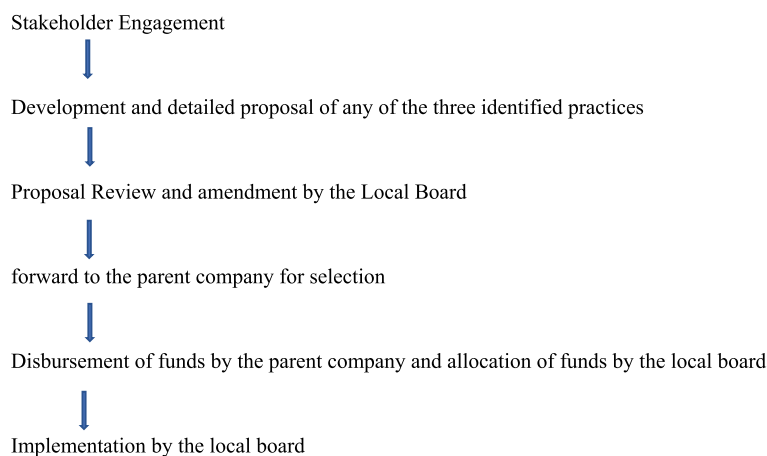 Stakeholder Engagement
Development and detailed proposal of any of the three identified practices
Proposal Review and amendment by the Local Board
forward to the parent company for selection
Disbursement of funds by the parent company and allocation of funds by the local board
Implementation by the local board